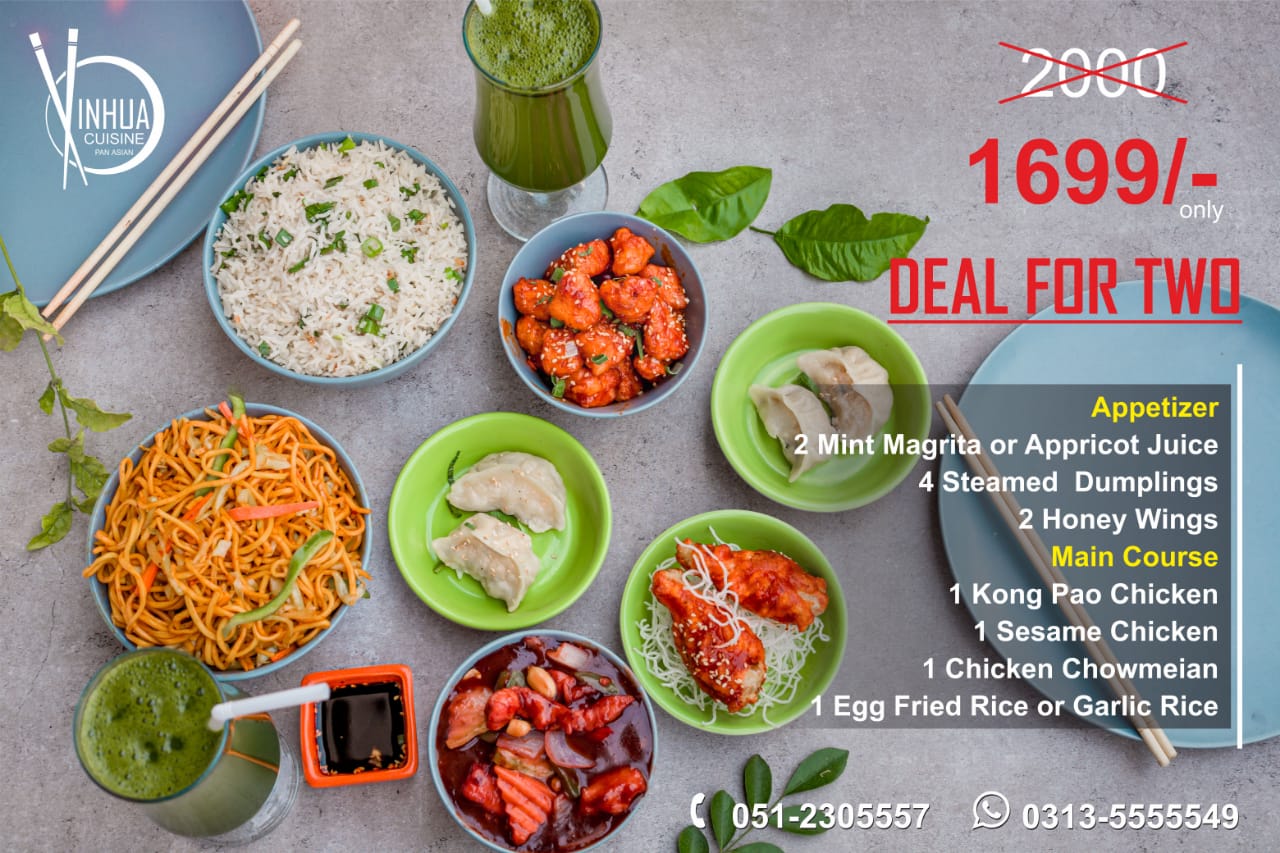 YINHUA
CUISINE
PAN ASIAN
2000
1699/-
only
DEAL FOR TWO
Appetizer
2 Mint Magrita or Appricot Juice
4 Steamed Dumplings
2 Honey Wings
Main Course
1 Kong Pao Chicken
1 Sesame Chicken
1 Chicken Chowmeian
1 Egg Fried Rice or Garlic Rice
051-2305557
0313-5555549